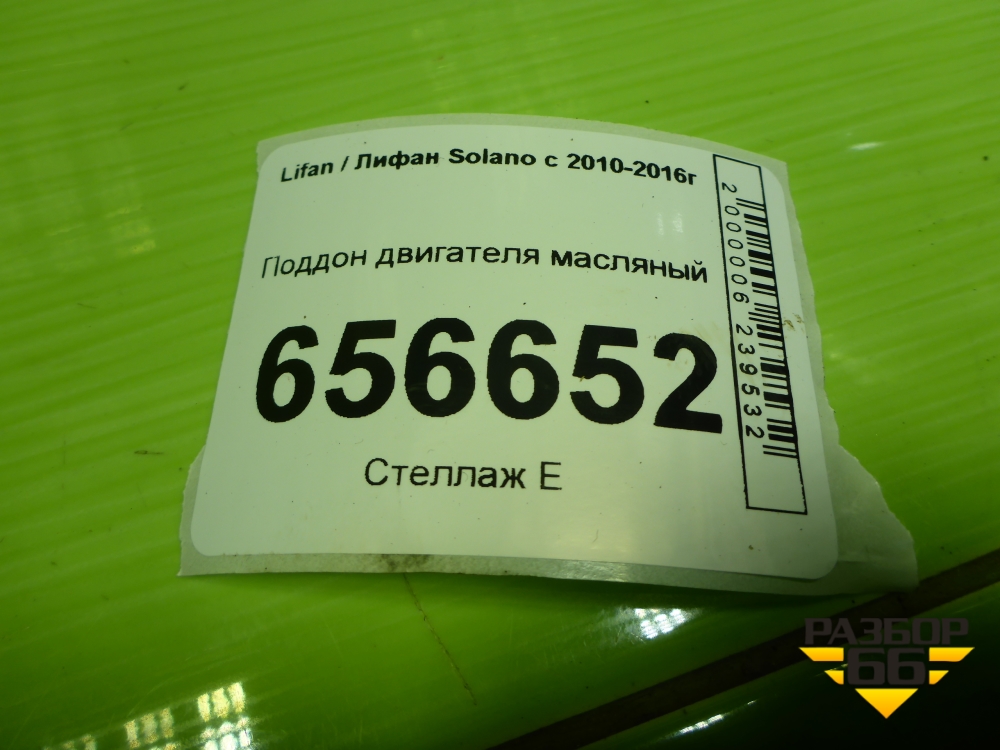 Lifan / Лифан Solano с 2010-2016г
Поддон двигателя масляный
656652
Стеллаж Е
2000006239532
РАЗБОР
66